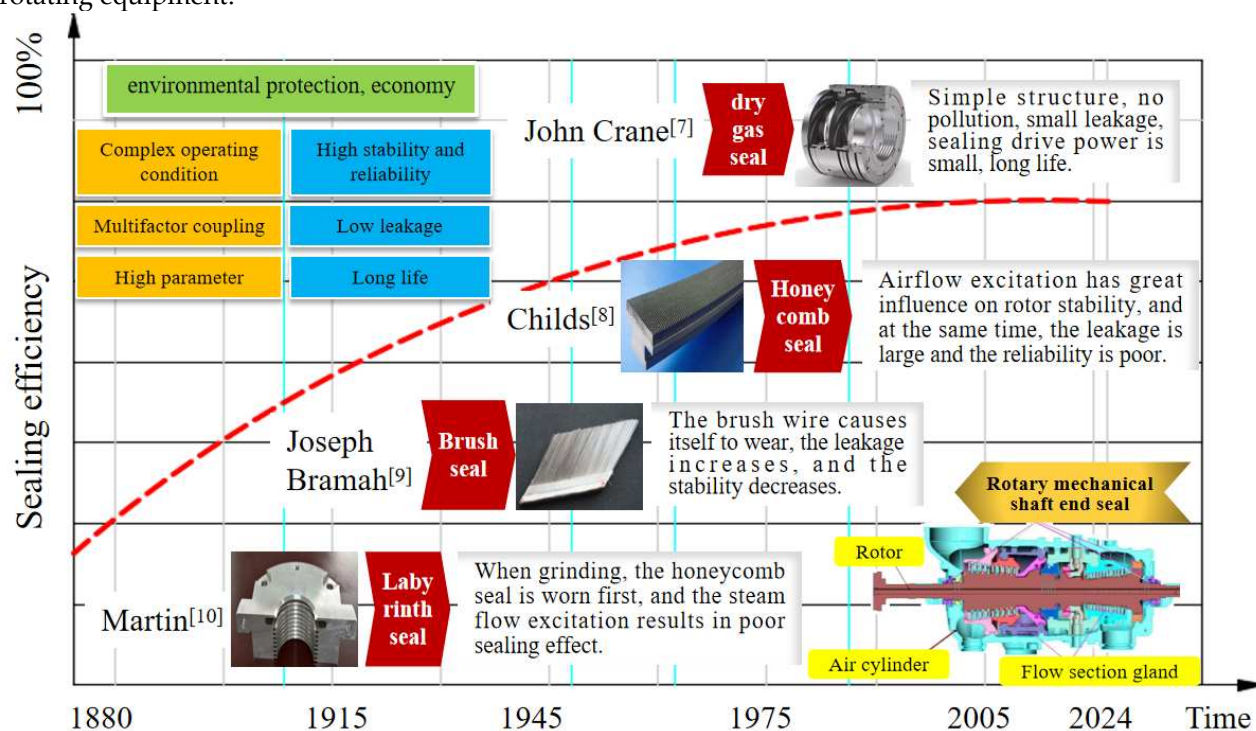 rotating equipment.
100%
Sealing efficiency
environmental protection, economy
Complex operating
condition
High stability and
reliability
Multifactor coupling
Low leakage
High parameter
Long life
John Crane[7]
dry
gas
seal
Simple structure, no
pollution, small leakage,
sealing drive power is
small, long life.
Childs[8]
Honey
comb
seal
Airflow excitation has great
influence on rotor stability, and
at the same time, the leakage is
large and the reliability is poor.
Joseph
Bramah[9]
Brush
seal
The brush wire causes
itself to wear, the leakage
increases, and the
stability decreases.
Martin[10]
Laby
rinth
seal
When grinding, the honeycomb
seal is worn first, and the steam
flow excitation results in poor
sealing effect.
Rotary mechanical
shaft end seal
Rotor
Air cylinder
Flow section gland
1880
1915
1945
1975
2005
2024
Time